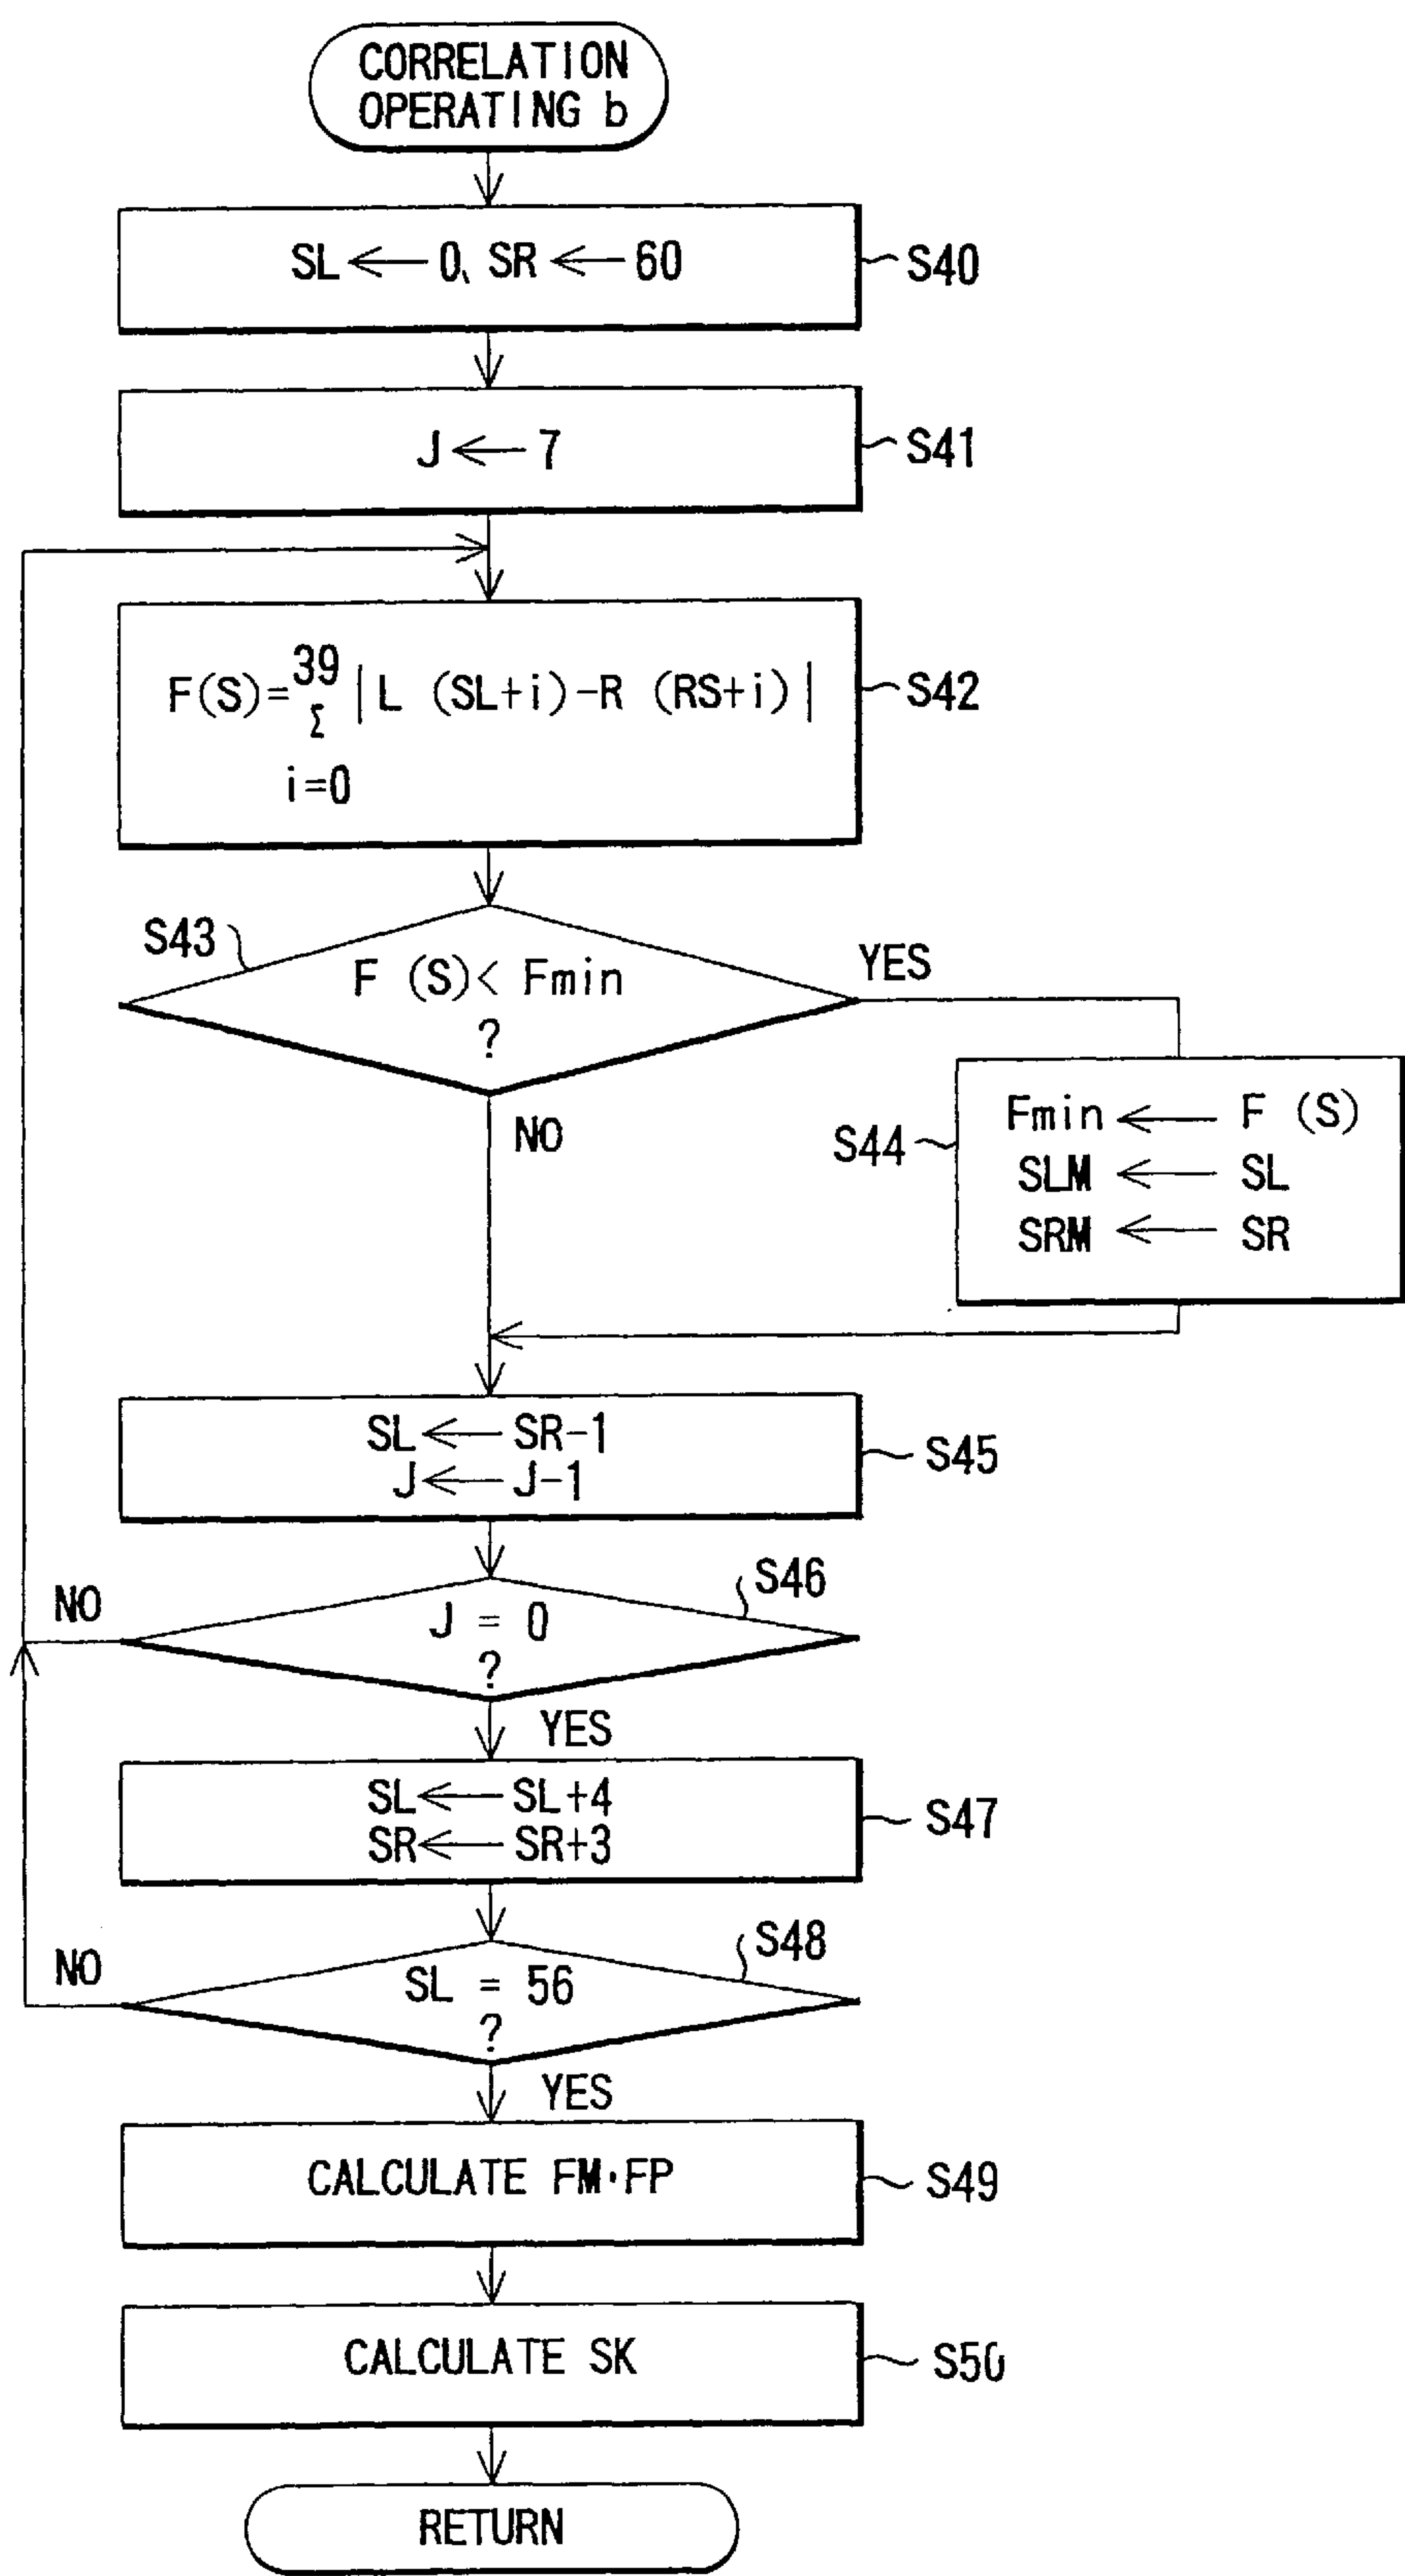 CORRELATION
OPERATING b
SL ← 0、SR ← 60
S40
J ← 7
S41
39
F(S)=Σ|L (SL+i)-R (RS+i)|
i=0
S42
S43
F (S)< Fmin
?
YES
NO
S44
Fmin ← F (S)
SLM ← SL
SRM ← SR
SL ← SR-1
J ← J-1
S45
S46
NO
J = 0
?
YES
SL ← SL+4
SR ← SR+3
S47
S48
NO
SL = 56
?
YES
CALCULATE FM·FP
S49
CALCULATE SK
S50
RETURN